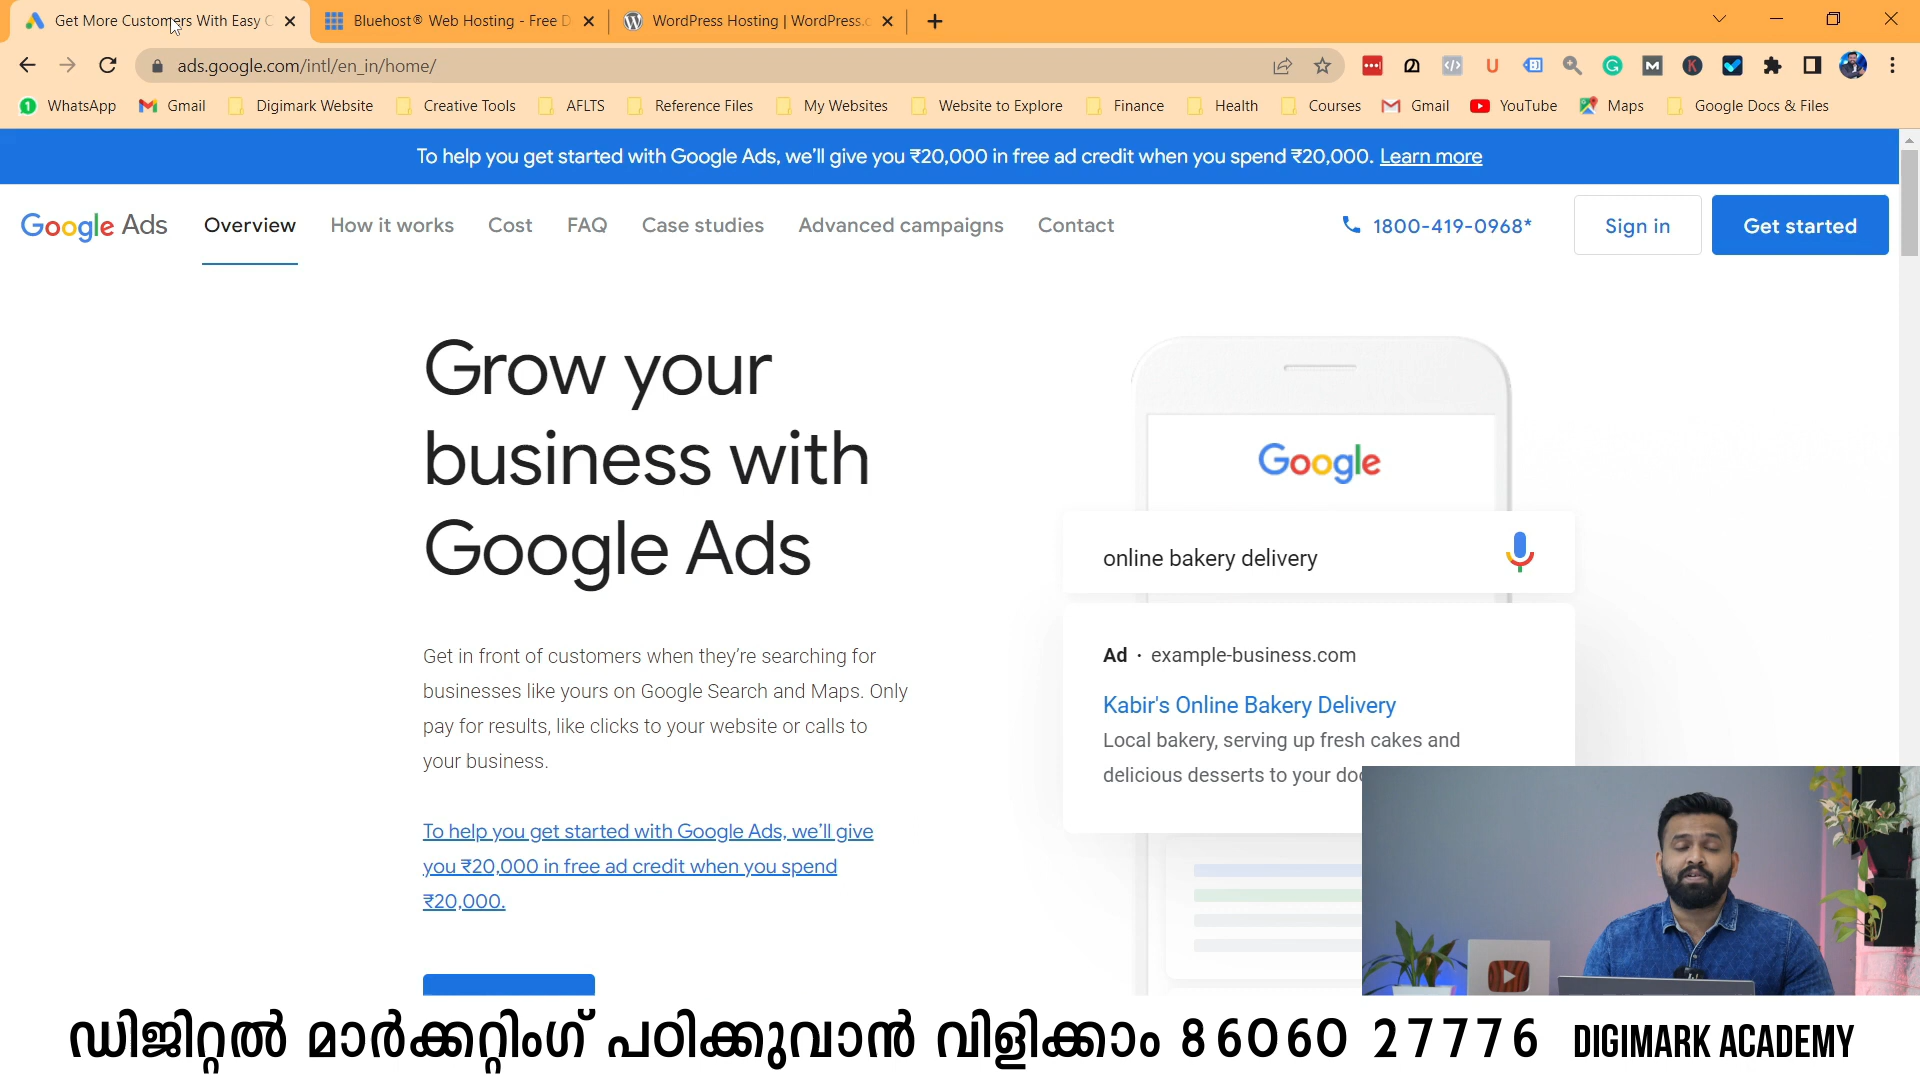 Get More Customers With Easy
Bluehost® Web Hosting - Free D
WordPress Hosting | WordPress.c
ads.google.com/intl/en_in/home/
WhatsApp
Gmail
Digimark Website
Creative Tools
AFLTS
Reference Files
My Websites
Website to Explore
Finance
Health
Courses
Gmail
YouTube
Maps
Google Docs & Files
To help you get started with Google Ads, we’ll give you ₹20,000 in free ad credit when you spend ₹20,000. Learn more
Google Ads
Overview
How it works
Cost
FAQ
Case studies
Advanced campaigns
Contact
1800-419-0968*
Sign in
Get started
Grow your
business with
Google Ads
Get in front of customers when they’re searching for
businesses like yours on Google Search and Maps. Only
pay for results, like clicks to your website or calls to
your business.
To help you get started with Google Ads, we’ll give
you ₹20,000 in free ad credit when you spend
₹20,000.
Google
online bakery delivery
Ad · example-business.com
Kabir's Online Bakery Delivery
Local bakery, serving up fresh cakes and
delicious desserts to your doo
ഡിജിറ്റൽ മാർക്കറ്റിംഗ് പഠിക്കുവാൻ വിളിക്കാം 86060 27776 DIGIMARK ACADEMY